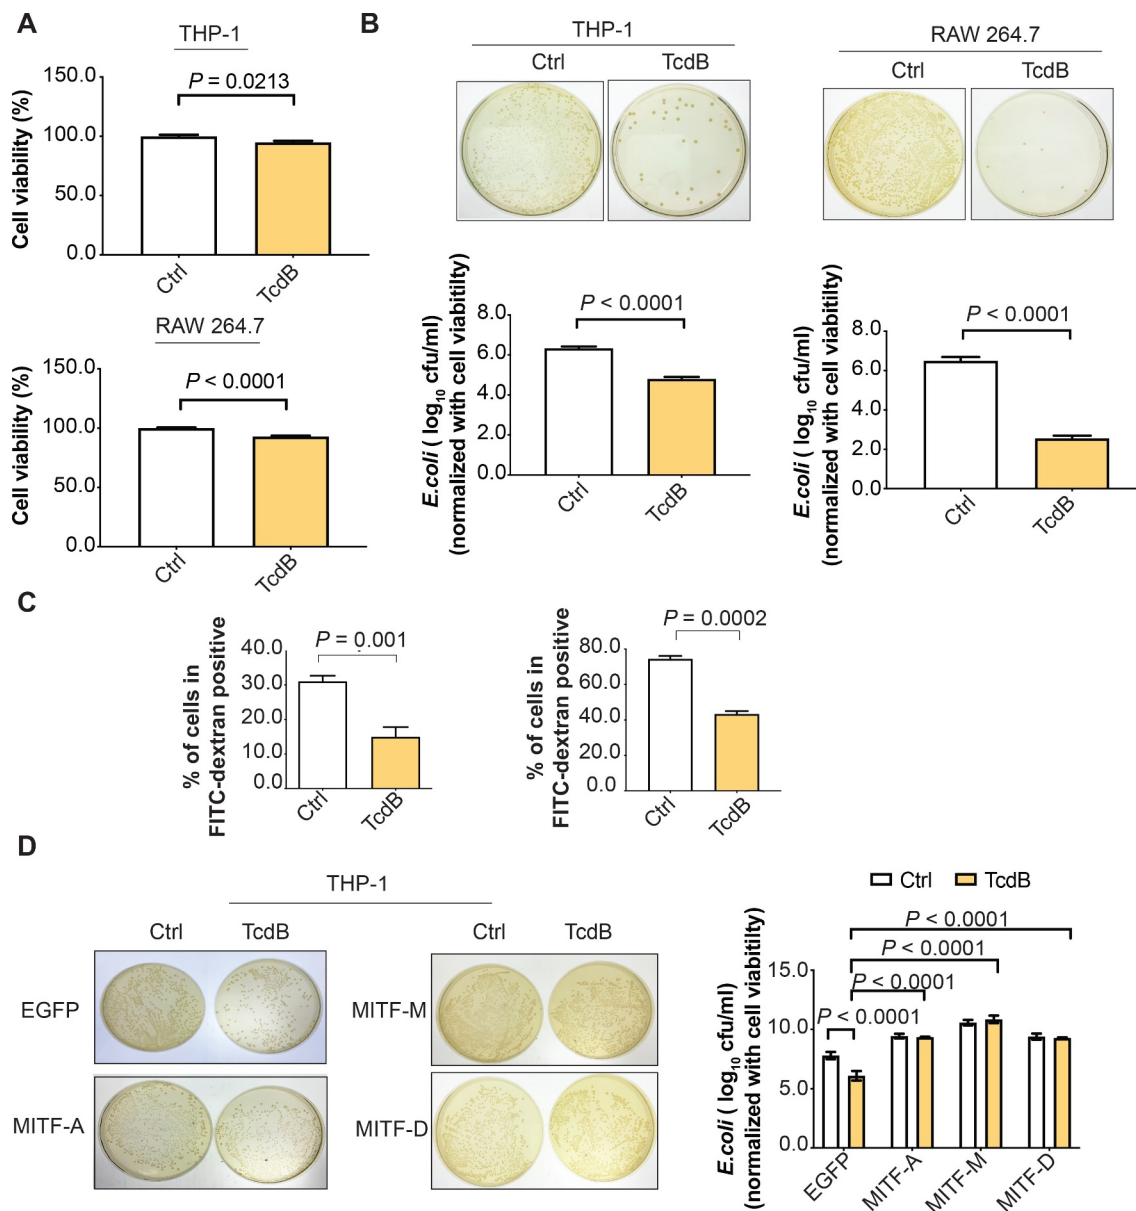 A
THP-1
P = 0.0213
150.0
100.0
50.0
0.0
Cell viability (%)
Ctrl
TcdB
RAW 264.7
P < 0.0001
150.0
100.0
50.0
0.0
Cell viability (%)
Ctrl
TcdB
B
THP-1
Ctrl
TcdB
RAW 264.7
Ctrl
TcdB
P < 0.0001
8.0
6.0
4.0
2.0
0.0
E.coli ( log10 cfu/ml)
(normalized with cell viabitilty)
Ctrl
TcdB
P < 0.0001
8.0
6.0
4.0
2.0
0.0
E.coli ( log10 cfu/ml)
(normalized with cell viabitilty)
Ctrl
TcdB
C
P = 0.001
40.0
30.0
20.0
10.0
0.0
% of cells in
FITC-dextran positive
Ctrl
TcdB
P = 0.0002
80.0
60.0
40.0
20.0
0.0
% of cells in
FITC-dextran positive
Ctrl
TcdB
D
THP-1
Ctrl
TcdB
Ctrl
TcdB
EGFP
MITF-M
MITF-A
MITF-D
Ctrl
TcdB
P < 0.0001
P < 0.0001
P < 0.0001
P < 0.0001
15.0
10.0
5.0
0.0
E.coli ( log10 cfu/ml)
(normalized with cell viabitilty)
EGFP
MITF-A
MITF-M
MITF-D